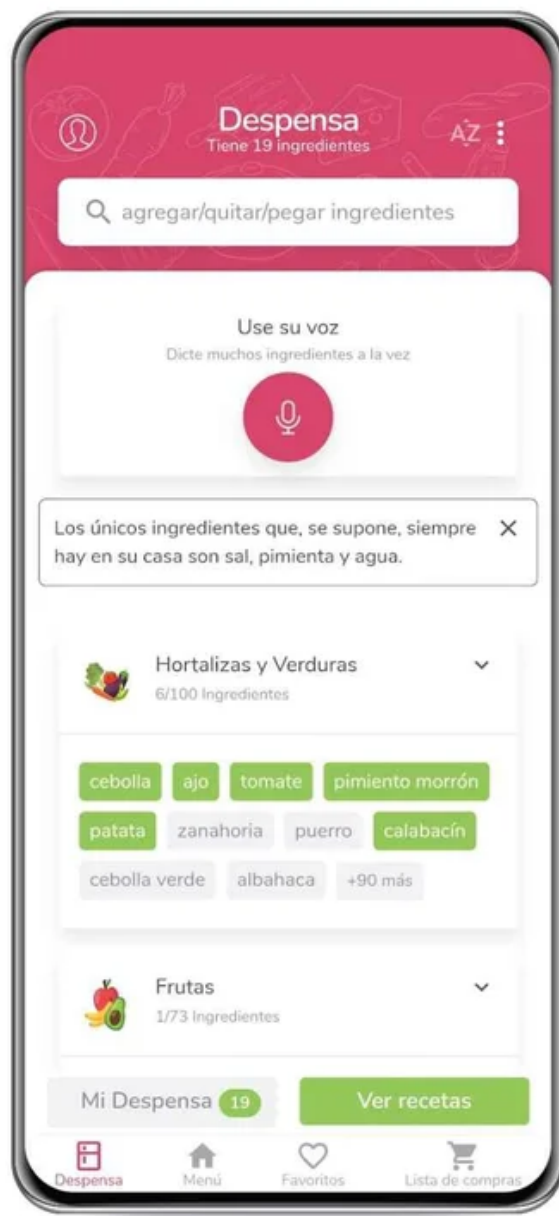 Despensa
Tiene 19 ingredientes
AZ
agregar/quitar/pegar ingredientes
Use su voz
Dicte muchos ingredientes a la vez
Los únicos ingredientes que, se supone, siempre
hay en su casa son sal, pimienta y agua.
Hortalizas y Verduras
6/100 Ingredientes
cebolla ajo tomate pimiento morrón
patata zanahoria puerro calabacín
cebolla verde albahaca +90 más
Frutas
1/73 Ingredientes
Mi Despensa 19 Ver recetas
Despensa Menú Favoritos Lista de compras